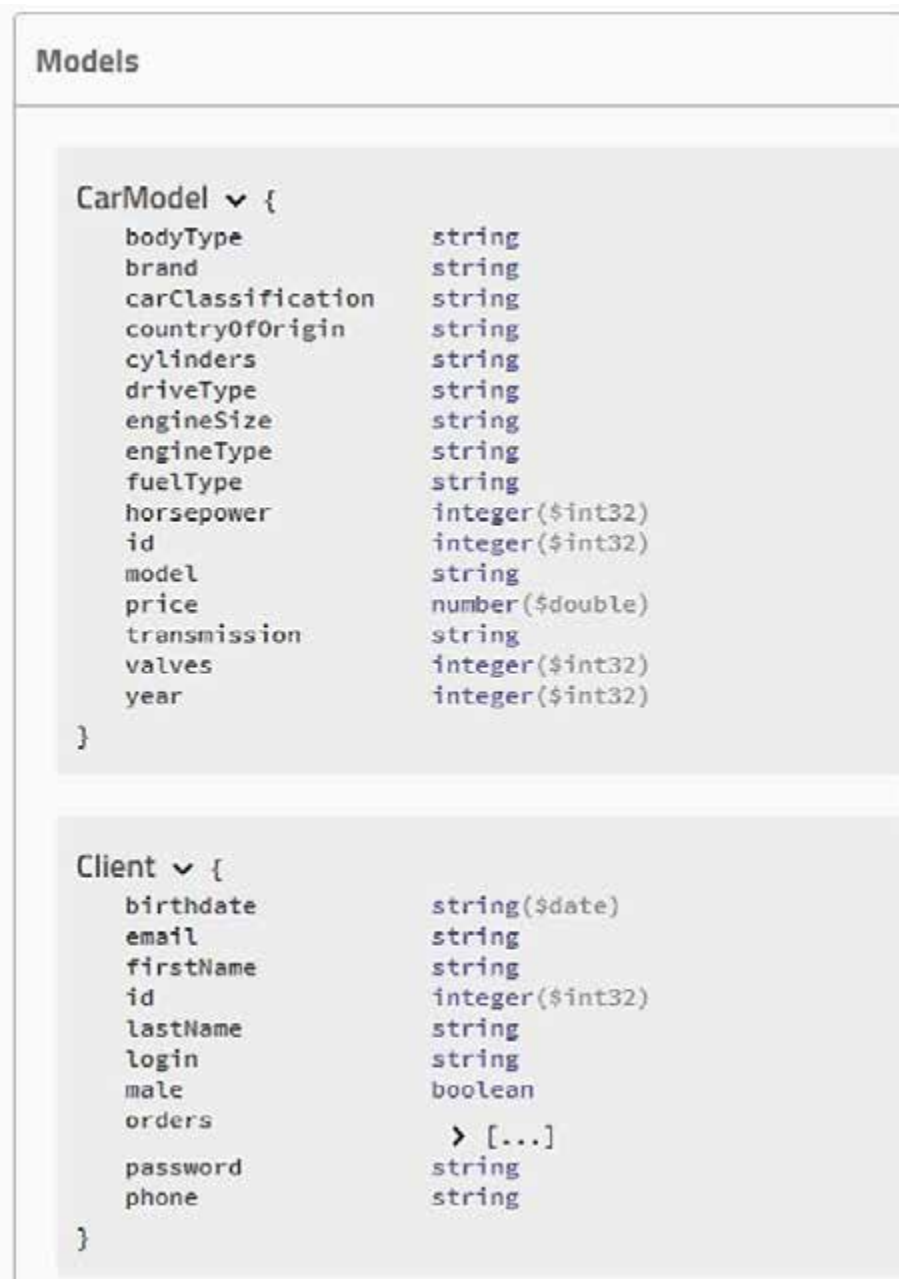 Models
CarModel {
bodyType string
brand string
carClassification string
countryOfOrigin string
cylinders string
driveType string
engineSize string
engineType string
fuelType string
horsepower integer($int32)
id integer($int32)
model string
price number($double)
transmission string
valves integer($int32)
year integer($int32)
}
Client {
birthdate string($date)
email string
firstName string
id integer($int32)
lastName string
login string
male boolean
orders
[...]
password string
phone string
}